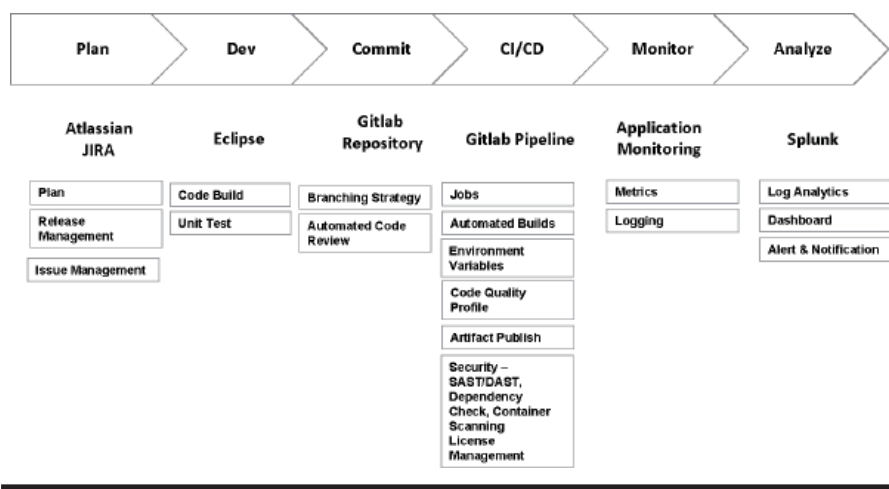 Plan
Dev
Commit
CI/CD
Monitor
Analyze
Atlassian
JIRA
Eclipse
Gitlab
Repository
Gitlab Pipeline
Application
Monitoring
Splunk
Plan
Release
Management
Issue Management
Code Build
Unit Test
Branching Strategy
Automated Code
Review
Jobs
Automated Builds
Environment
Variables
Code Quality
Profile
Artifact Publish
Security –
SAST/DAST,
Dependency
Check, Container
Scanning
License
Management
Metrics
Logging
Log Analytics
Dashboard
Alert & Notification